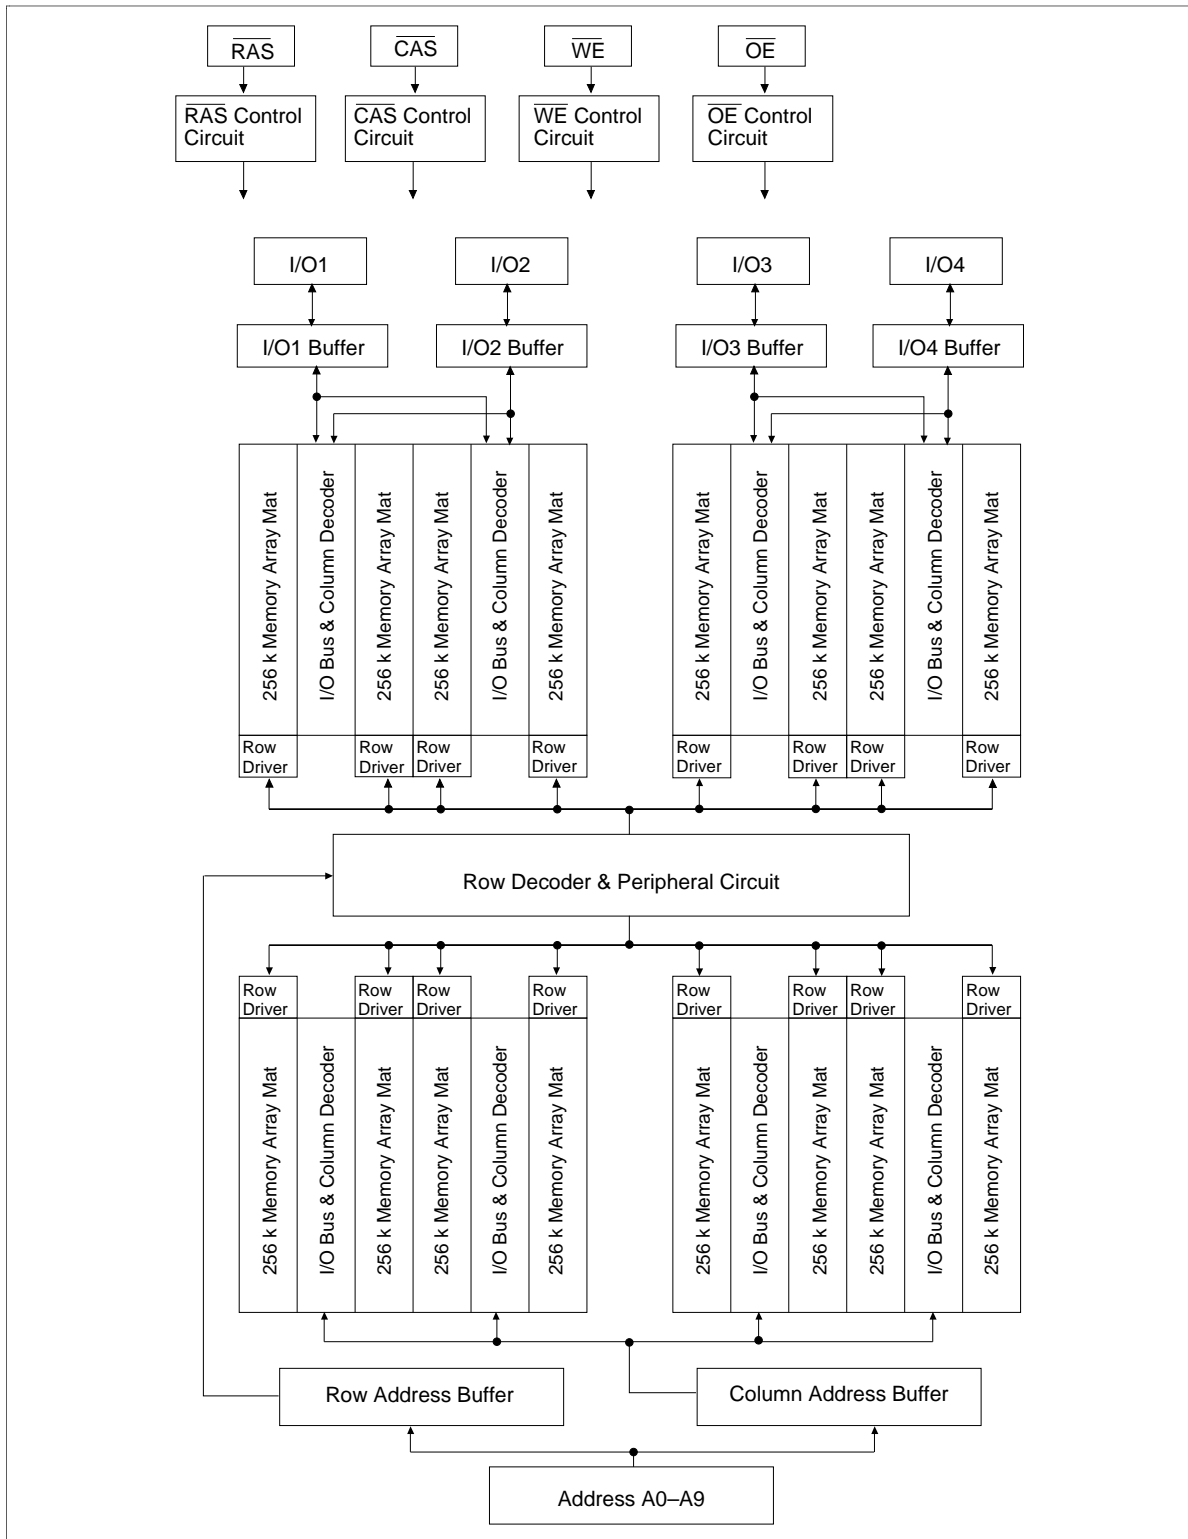 R̅A̅S̅
C̅A̅S̅
W̅E̅
O̅E̅
R̅A̅S̅ Control
Circuit
C̅A̅S̅ Control
Circuit
W̅E̅ Control
Circuit
O̅E̅ Control
Circuit
I/O1
I/O2
I/O3
I/O4
I/O1 Buffer
I/O2 Buffer
I/O3 Buffer
I/O4 Buffer
256 k Memory Array Mat
I/O Bus & Column Decoder
256 k Memory Array Mat
256 k Memory Array Mat
I/O Bus & Column Decoder
256 k Memory Array Mat
256 k Memory Array Mat
I/O Bus & Column Decoder
256 k Memory Array Mat
256 k Memory Array Mat
I/O Bus & Column Decoder
256 k Memory Array Mat
Row
Driver
Row
Driver
Row
Driver
Row
Driver
Row
Driver
Row
Driver
Row
Driver
Row
Driver
Row Decoder & Peripheral Circuit
Row
Driver
Row
Driver
Row
Driver
Row
Driver
Row
Driver
Row
Driver
Row
Driver
Row
Driver
256 k Memory Array Mat
I/O Bus & Column Decoder
256 k Memory Array Mat
256 k Memory Array Mat
I/O Bus & Column Decoder
256 k Memory Array Mat
256 k Memory Array Mat
I/O Bus & Column Decoder
256 k Memory Array Mat
256 k Memory Array Mat
I/O Bus & Column Decoder
256 k Memory Array Mat
Row Address Buffer
Column Address Buffer
Address A0–A9